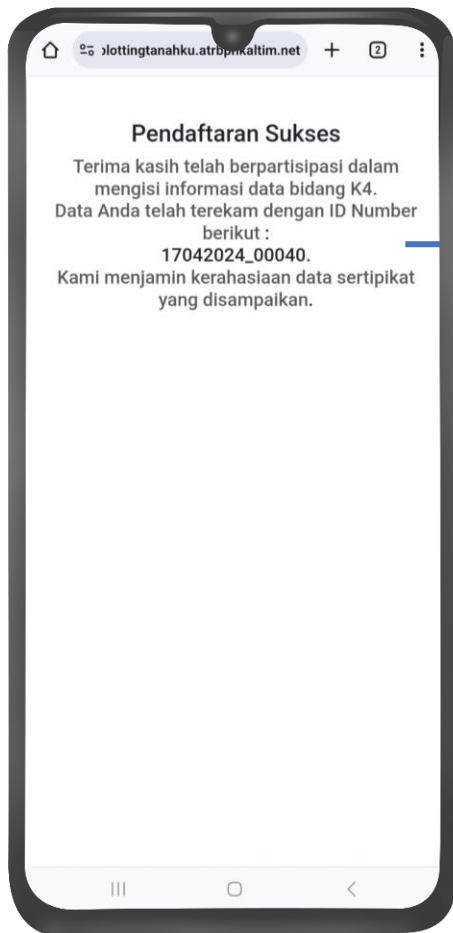 plottingtanahku.atrbpnkaltim.net
2
Pendaftaran Sukses
Terima kasih telah berpartisipasi dalam
mengisi informasi data bidang K4.
Data Anda telah terekam dengan ID Number
berikut :
17042024_00040.
Kami menjamin kerahasiaan data sertipikat
yang disampaikan.